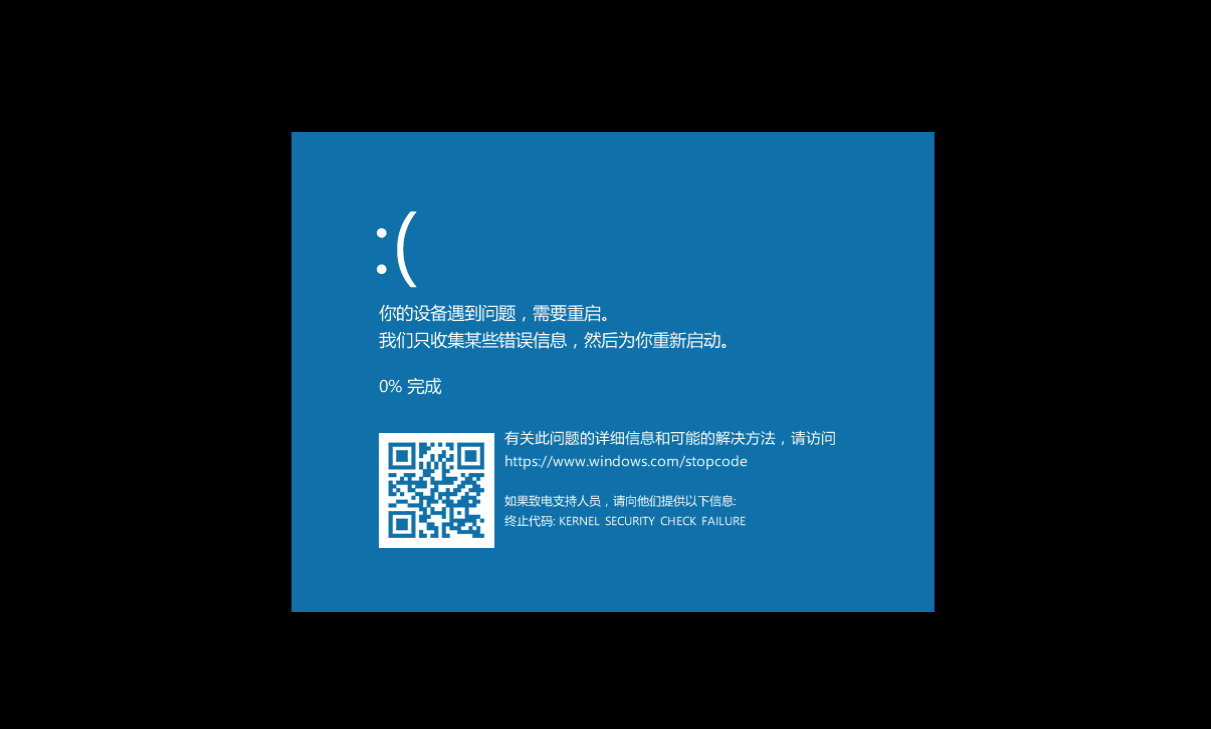 :(
你的设备遇到问题，需要重启。
我们只收集某些错误信息，然后为你重新启动。
0% 完成
有关此问题的详细信息和可能的解决方法，请访问
https://www.windows.com/stopcode
如果致电支持人员，请向他们提供以下信息:
终止代码: KERNEL SECURITY CHECK FAILURE